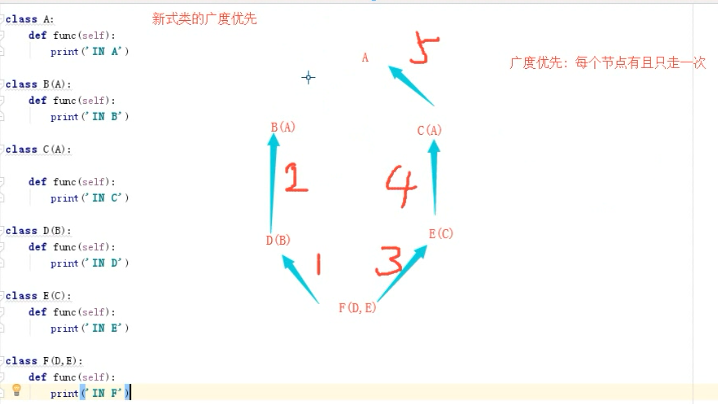 class A:
def func(self):
print('IN A')
class B(A):
def func(self):
print('IN B')
class C(A):
def func(self):
print('IN C')
class D(B):
def func(self):
print('IN D')
class E(C):
def func(self):
print('IN E')
class F(D,E):
def func(self):
print('IN F')
新式类的广度优先
广度优先: 每个节点有且只走一次
A
5
B(A)
C(A)
2
4
D(B)
E(C)
1
3
F(D,E)